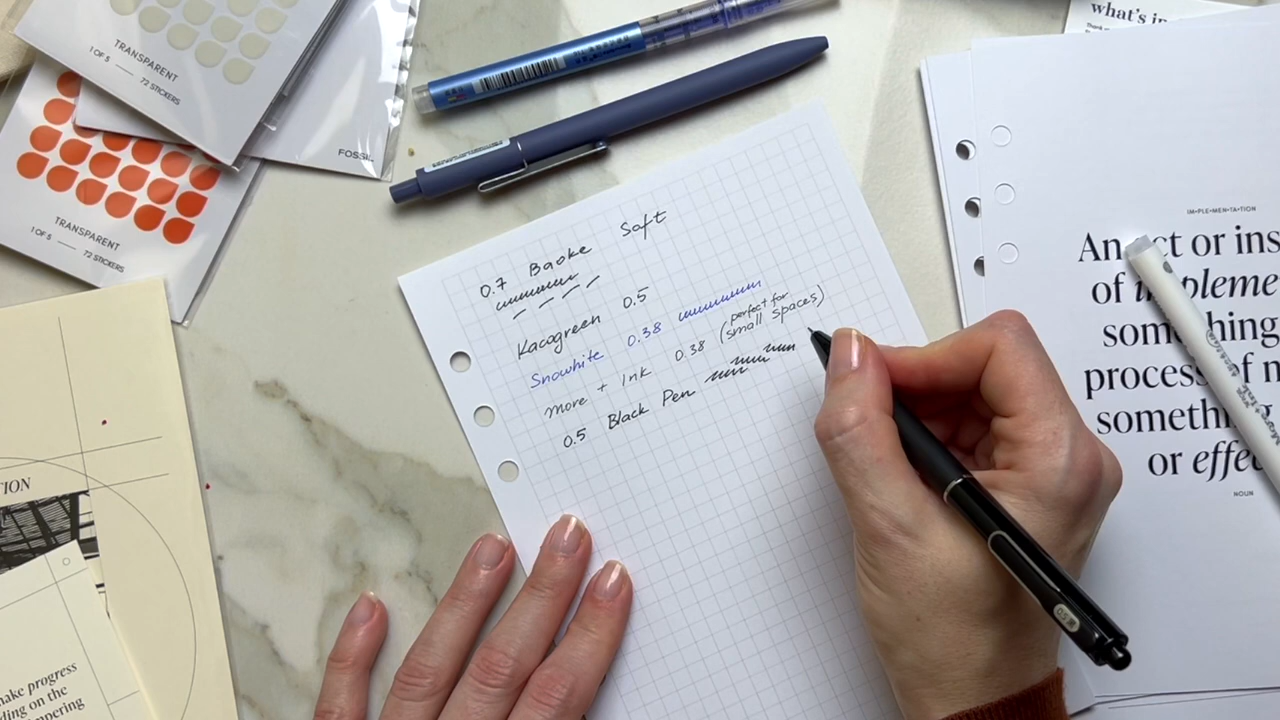 TRANSPARENT
1 OF 5 — 72 STICKERS
TRANSPARENT
1 OF 5 — 72 STICKERS
FOSSIL
0.7 Baoke Soft
Kacogreen 0.5
Snowhite 0.38
more + Ink 0.38 (perfect for
small spaces)
0.5 Black Pen
what's in
IM•PLE•MEN•TA•TION
An act or ins
of impleme
something
process of m
something
or effec
NOUN
TION
make progress
ding on the
mpering